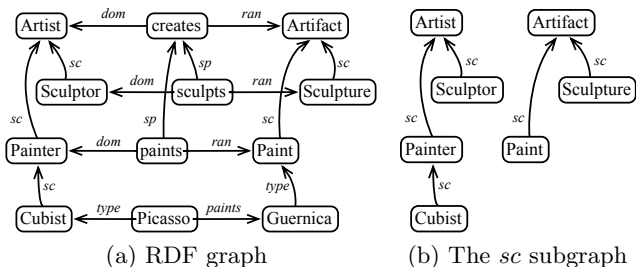 Artist dom creates ran Artifact
sc sp sc
Sculptor dom sculpts ran Sculpture
sc sp sc
Painter dom paints ran Paint
sc type
Cubist type Picasso paints Guernica
(a) RDF graph
Artist Artifact
sc sc
Sculptor Sculpture
sc sc
Painter Paint
sc
Cubist
(b) The sc subgraph